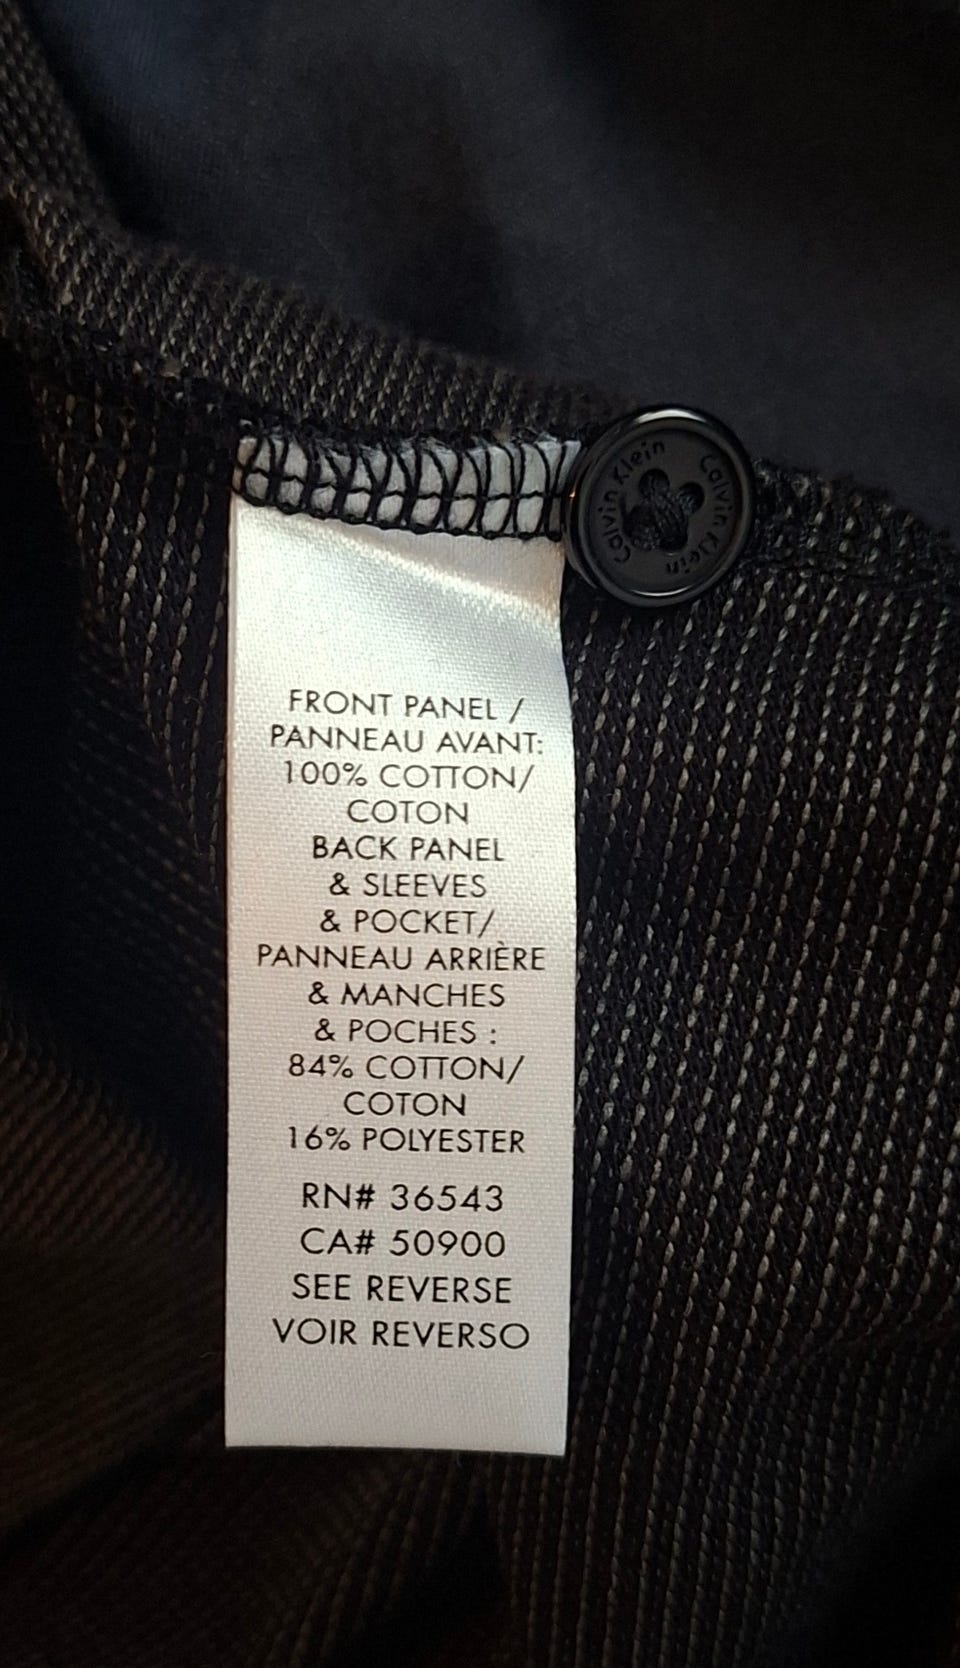 Calvin Klein
Calvin Klein
FRONT PANEL /
PANNEAU AVANT:
100% COTTON/
COTON
BACK PANEL
& SLEEVES
& POCKET/
PANNEAU ARRIÈRE
& MANCHES
& POCHES :
84% COTTON/
COTON
16% POLYESTER
RN# 36543
CA# 50900
SEE REVERSE
VOIR REVERSO